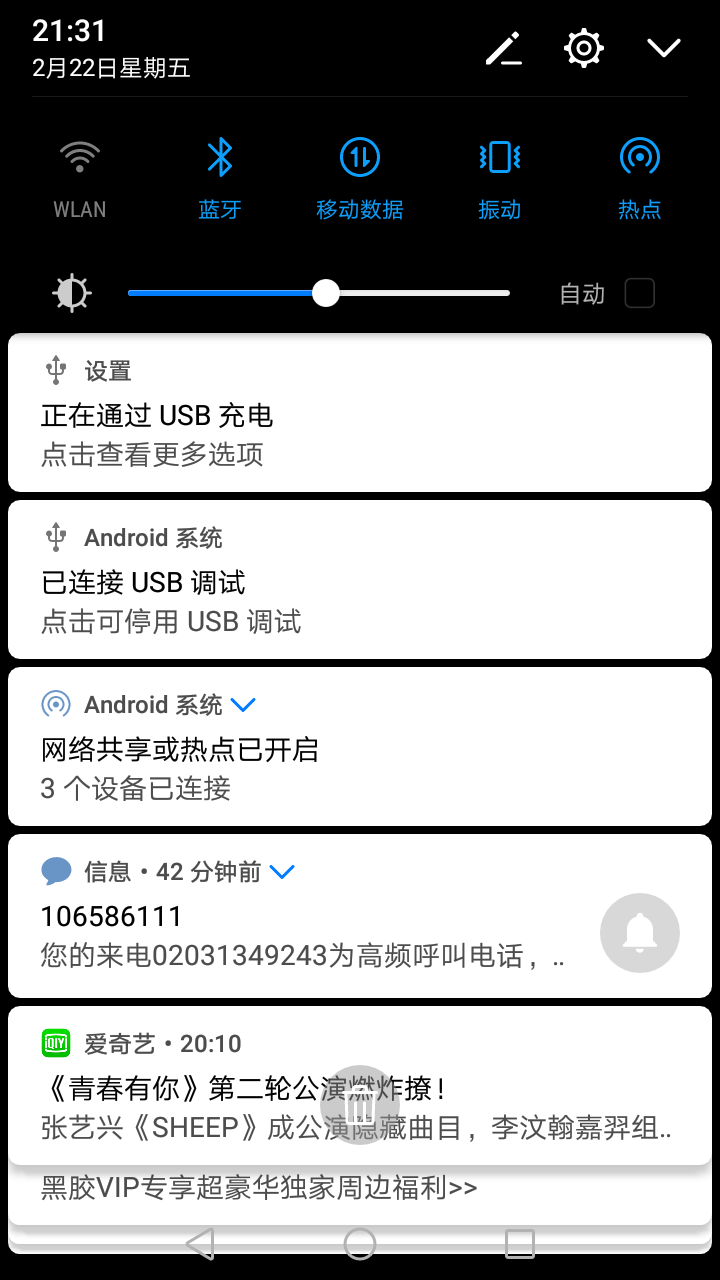 21:31
2月22日星期五
WLAN
蓝牙
移动数据
振动
热点
自动
设置
正在通过 USB 充电
点击查看更多选项
Android 系统
已连接 USB 调试
点击可停用 USB 调试
Android 系统
网络共享或热点已开启
3 个设备已连接
信息 • 42 分钟前
106586111
您的来电02031349243为高频呼叫电话，..
QIY 爱奇艺 • 20:10
《青春有你》第二轮公演燃炸撩！
张艺兴《SHEEP》成公演隐藏曲目，李汶翰嘉羿组..
黑胶VIP专享超豪华独家周边福利>>